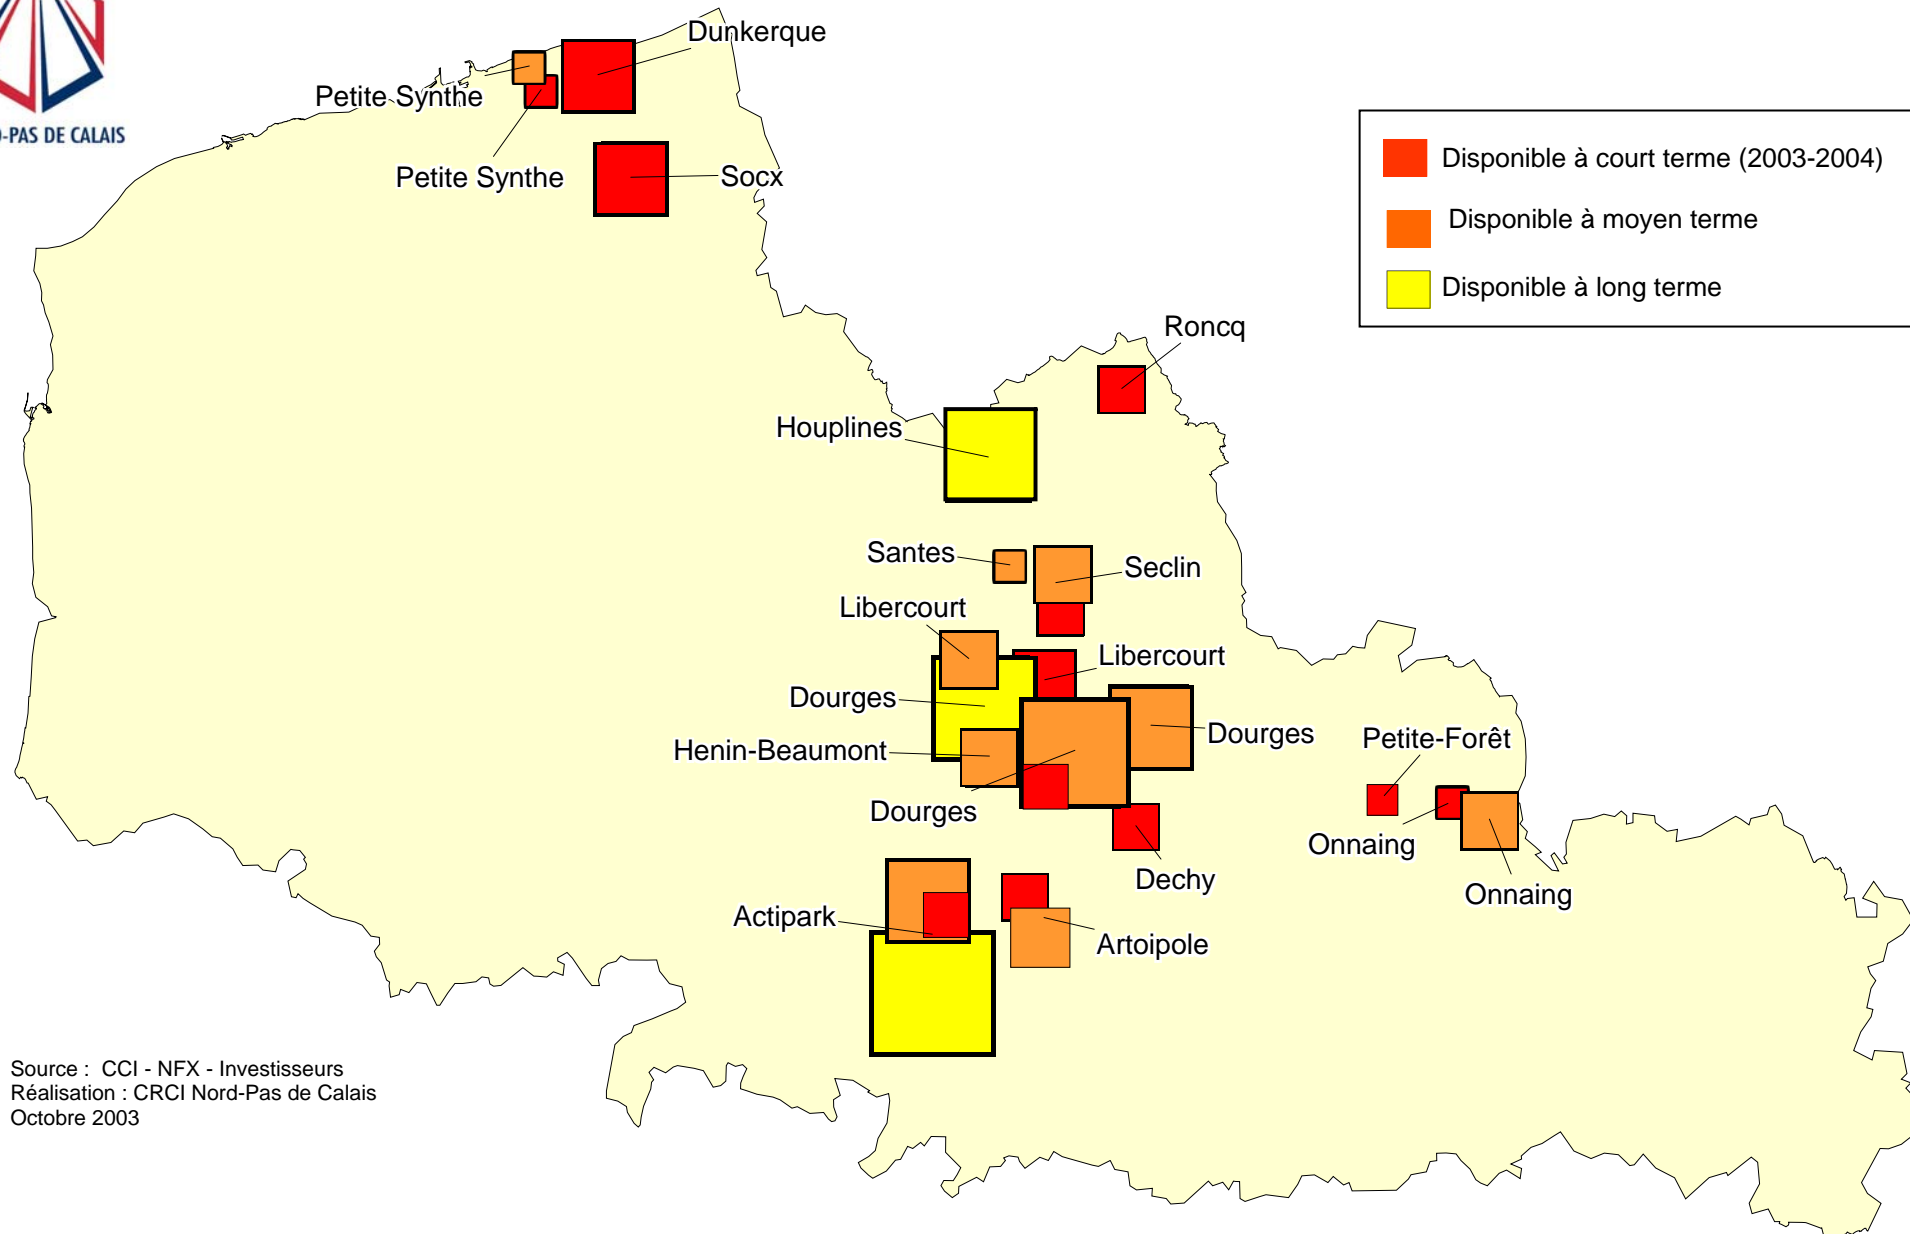 -PAS DE CALAIS
Dunkerque
Petite Synthe
Petite Synthe
Socx
Disponible à court terme (2003-2004)
Disponible à moyen terme
Disponible à long terme
Roncq
Houplines
Santes
Seclin
Libercourt
Libercourt
Dourges
Dourges
Henin-Beaumont
Petite-Forêt
Dourges
Onnaing
Dechy
Onnaing
Actipark
Artoipole
Source : CCI - NFX - Investisseurs
Réalisation : CRCI Nord-Pas de Calais
Octobre 2003